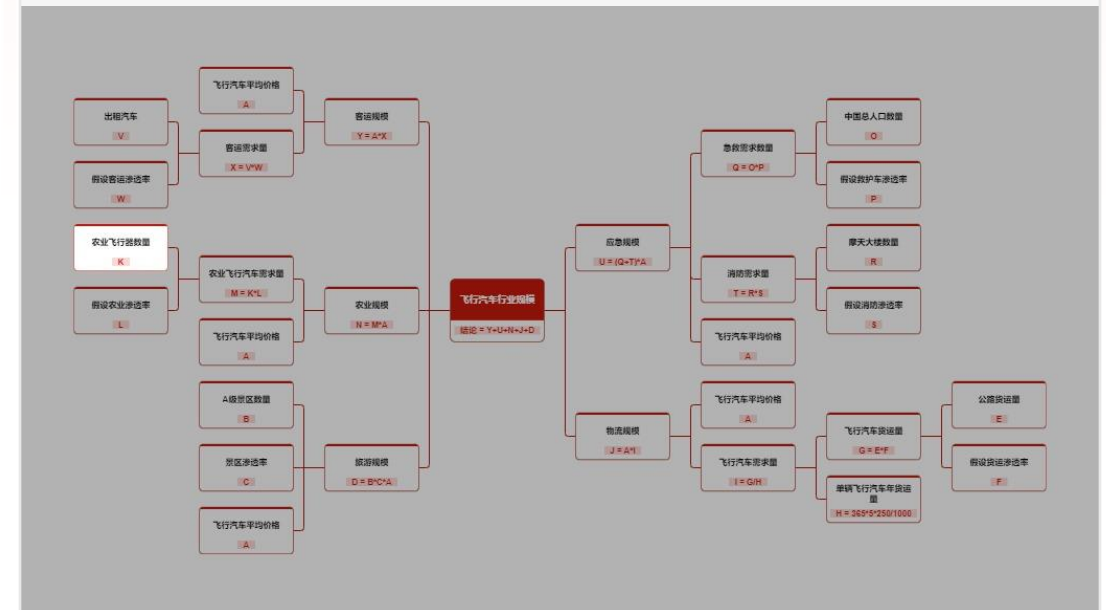 飞行汽车平均价格
A
出租汽车
V
客运需求量
X = V*W
假设客运渗透率
W
客运规模
Y = A*X
农业飞行器数量
K
农业飞行汽车需求量
M = K*L
假设农业渗透率
L
飞行汽车平均价格
A
农业规模
N = M*A
A级景区数量
B
景区渗透率
C
飞行汽车平均价格
A
旅游规模
D = B*C*A
飞行汽车行业规模
结论 = Y+U+N+J+D
应急规模
U = (Q+T)*A
急救需求数量
Q = O*P
中国总人口数量
O
假设救护车渗透率
P
消防需求量
T = R*S
摩天大楼数量
R
假设消防渗透率
S
飞行汽车平均价格
A
物流规模
J = A*I
飞行汽车平均价格
A
飞行汽车需求量
I = G/H
飞行汽车货运量
G = E*F
公路货运量
E
假设货运渗透率
F
单辆飞行汽车年货运
量
H = 365*5*250/1000